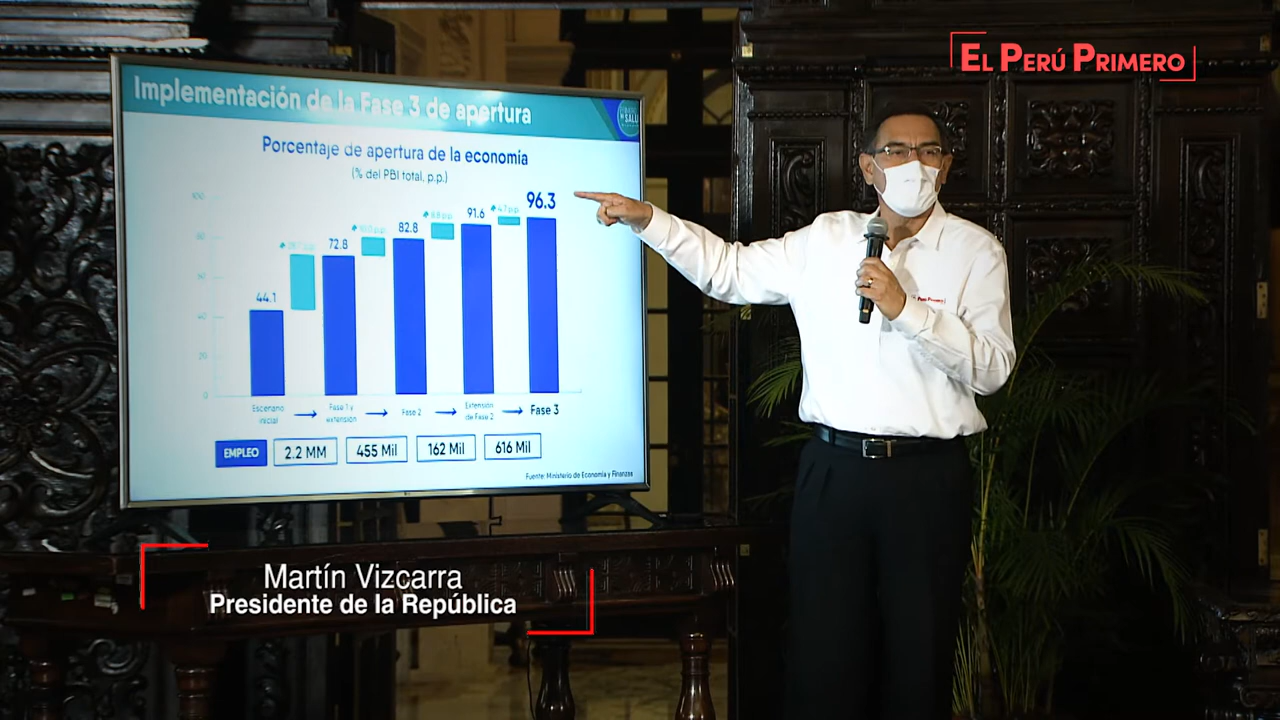 EL PERÚ PRIMERO
Implementación de la Fase 3 de apertura
Porcentaje de apertura de la economía
(% del PBI total, p.p.)
100
80
60
40
20
0
44.1
72.8
82.8
91.6
96.3
Escenario
inicial
Fase 1 y
extensión
Fase 2
Extensión
de Fase 2
Fase 3
EMPLEO
2.2 MM
455 Mil
162 Mil
616 Mil
Fuente: Ministerio de Economía y Finanzas
Martín Vizcarra
Presidente de la República